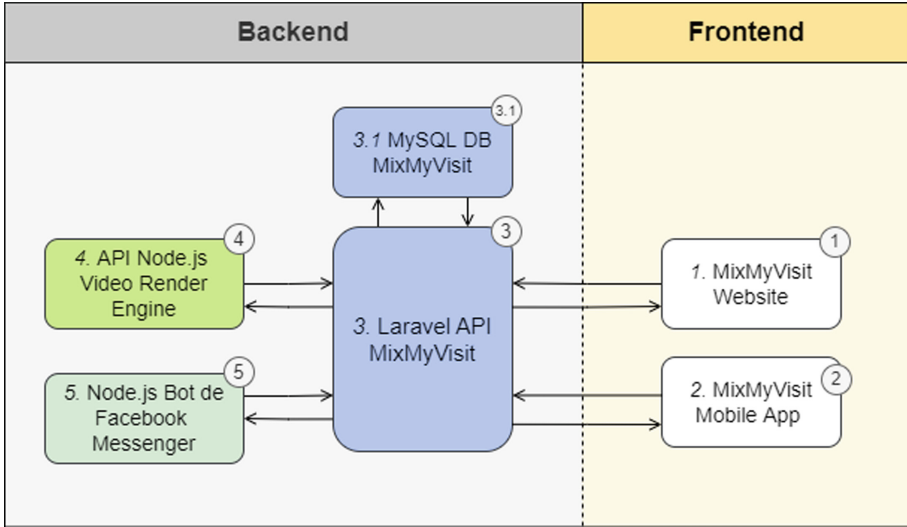 Backend
Frontend
3.1
3.1 MySQL DB
MixMyVisit
4
4. API Node.js
Video Render
Engine
3
3. Laravel API
MixMyVisit
1
1. MixMyVisit
Website
5
5. Node.js Bot de
Facebook
Messenger
2
2. MixMyVisit
Mobile App